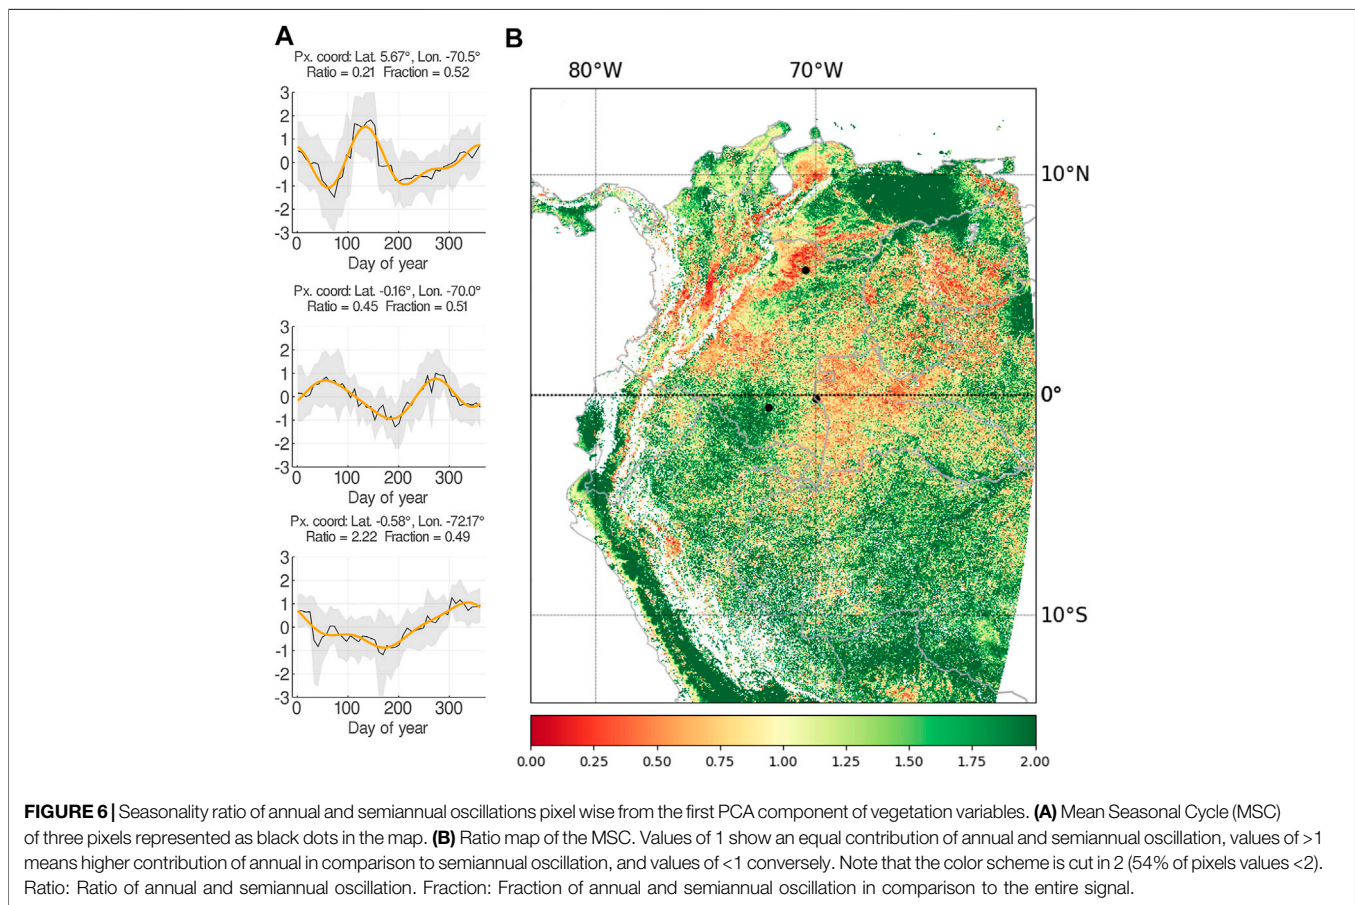 A
Px. coord: Lat. 5.67°, Lon. -70.5°
Ratio = 0.21 Fraction = 0.52
3
2
1
0
-1
-2
-3
0 100 200 300
Day of year
Px. coord: Lat. -0.16°, Lon. -70.0°
Ratio = 0.45 Fraction = 0.51
3
2
1
0
-1
-2
-3
0 100 200 300
Day of year
Px. coord: Lat. -0.58°, Lon. -72.17°
Ratio = 2.22 Fraction = 0.49
3
2
1
0
-1
-2
-3
0 100 200 300
Day of year
B
80°W 70°W
10°N
0°
10°S
0.00 0.25 0.50 0.75 1.00 1.25 1.50 1.75 2.00
FIGURE 6 | Seasonality ratio of annual and semiannual oscillations pixel wise from the first PCA component of vegetation variables. (A) Mean Seasonal Cycle (MSC)
of three pixels represented as black dots in the map. (B) Ratio map of the MSC. Values of 1 show an equal contribution of annual and semiannual oscillation, values of >1
means higher contribution of annual in comparison to semiannual oscillation, and values of <1 conversely. Note that the color scheme is cut in 2 (54% of pixels values <2).
Ratio: Ratio of annual and semiannual oscillation. Fraction: Fraction of annual and semiannual oscillation in comparison to the entire signal.